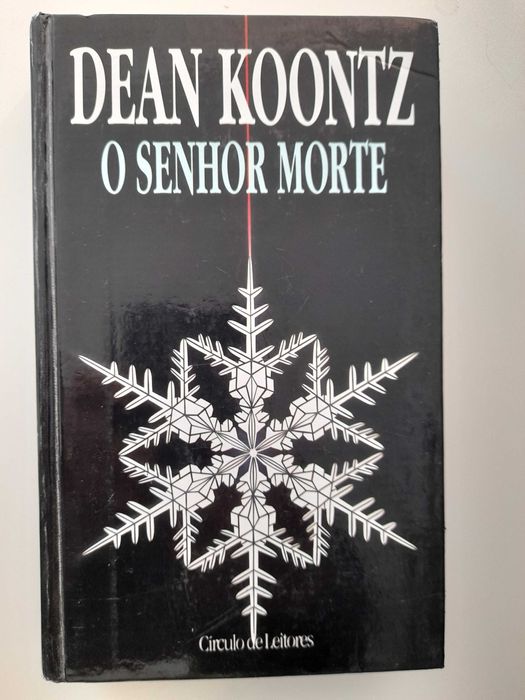 DEAN KOONTZ
O SENHOR MORTE
Círculo de Leitores